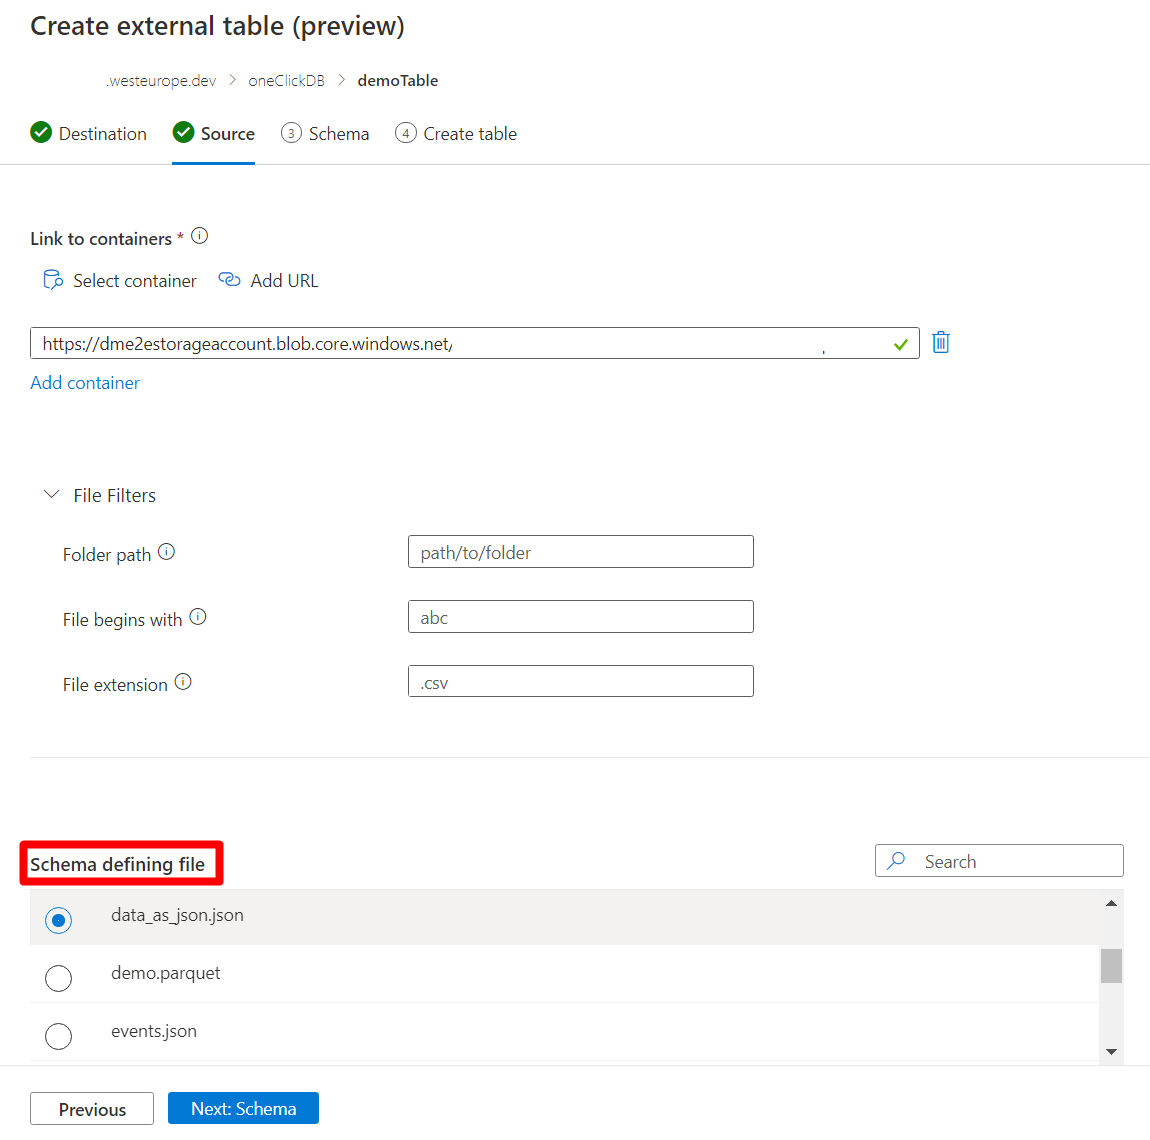 Create external table (preview)
.westeurope.dev > oneClickDB > demoTable
Destination Source 3 Schema 4 Create table
Link to containers *
Select container Add URL
https://dme2estorageaccount.blob.core.windows.net/
Add container
File Filters
Folder path path/to/folder
File begins with abc
File extension .csv
Schema defining file Search
data_as_json.json
demo.parquet
events.json
Previous Next: Schema